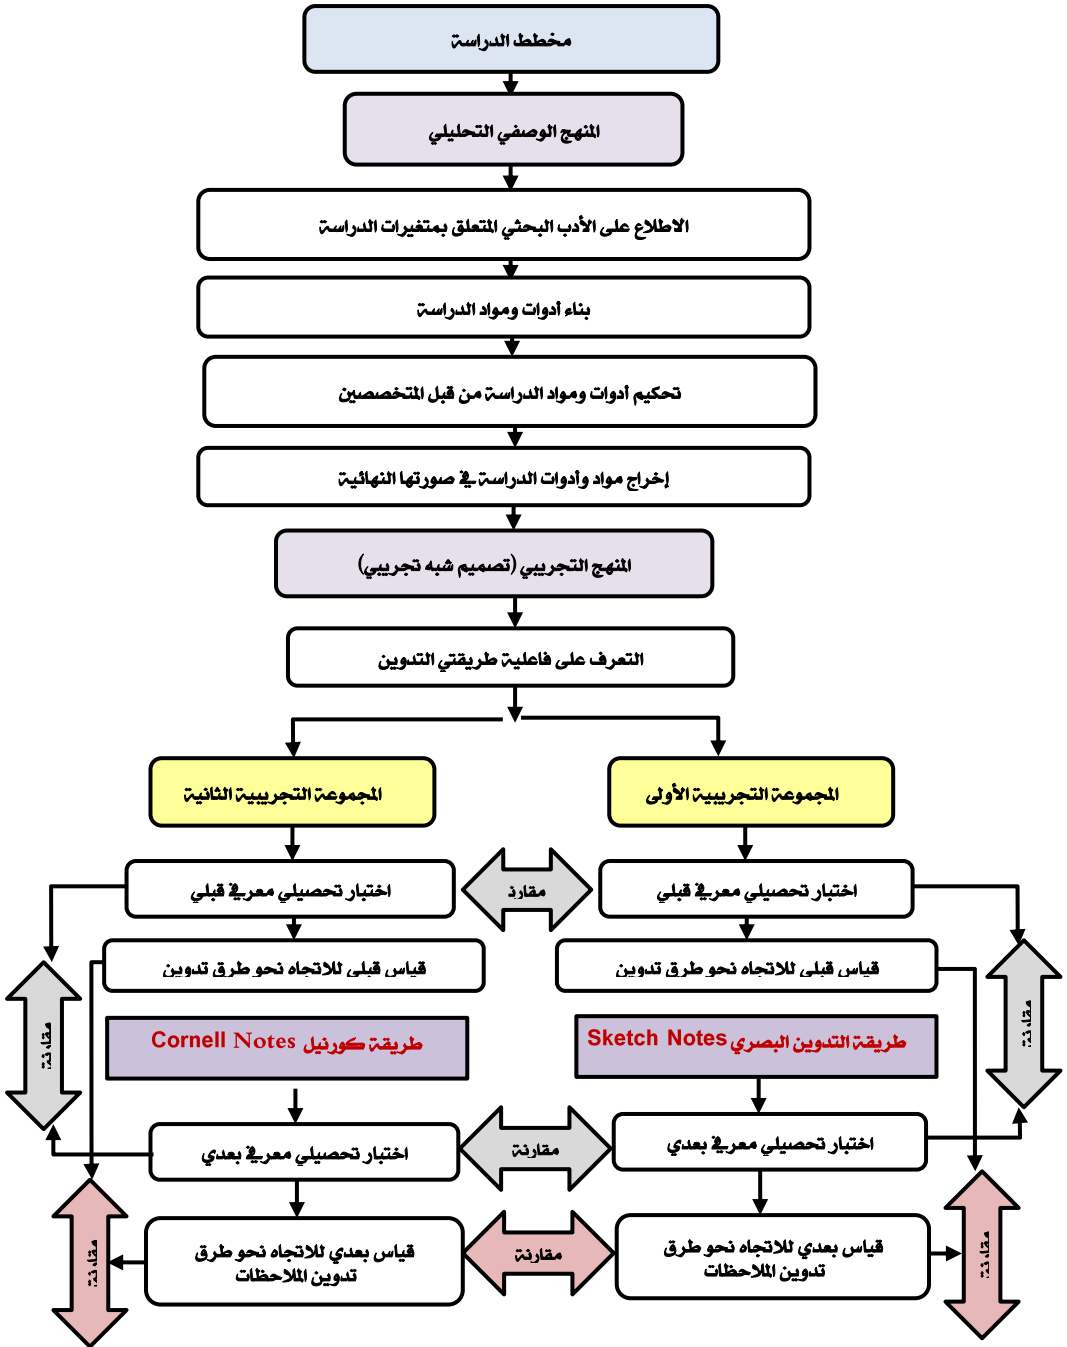 مخطط الدراسة
المنهج الوصفي التحليلي
الاطلاع على الأدب البحثي المتعلق بمتغيرات الدراسة
بناء أدوات ومواد الدراسة
تحكيم أدوات ومواد الدراسة من قبل المتخصصين
إخراج مواد وأدوات الدراسة في صورتها النهائية
المنهج التجريبي (تصميم شبه تجريبي)
التعرف على فاعلية طريقتي التدوين
المجموعة التجريبية الأولى
المجموعة التجريبية الثانية
اختبار تحصيلي معرفي قبلي
مقارنة
اختبار تحصيلي معرفي قبلي
قياس قبلي للاتجاه نحو طرق تدوين
قياس قبلي للاتجاه نحو طرق تدوين
مقارنة
طريقة التدوين البصري Sketch Notes
طريقة كورنيل Cornell Notes
مقارنة
اختبار تحصيلي معرفي بعدي
مقارنة
اختبار تحصيلي معرفي بعدي
مقارنة
قياس بعدي للاتجاه نحو طرق
تدوين الملاحظات
مقارنة
قياس بعدي للاتجاه نحو طرق
تدوين الملاحظات
مقارنة